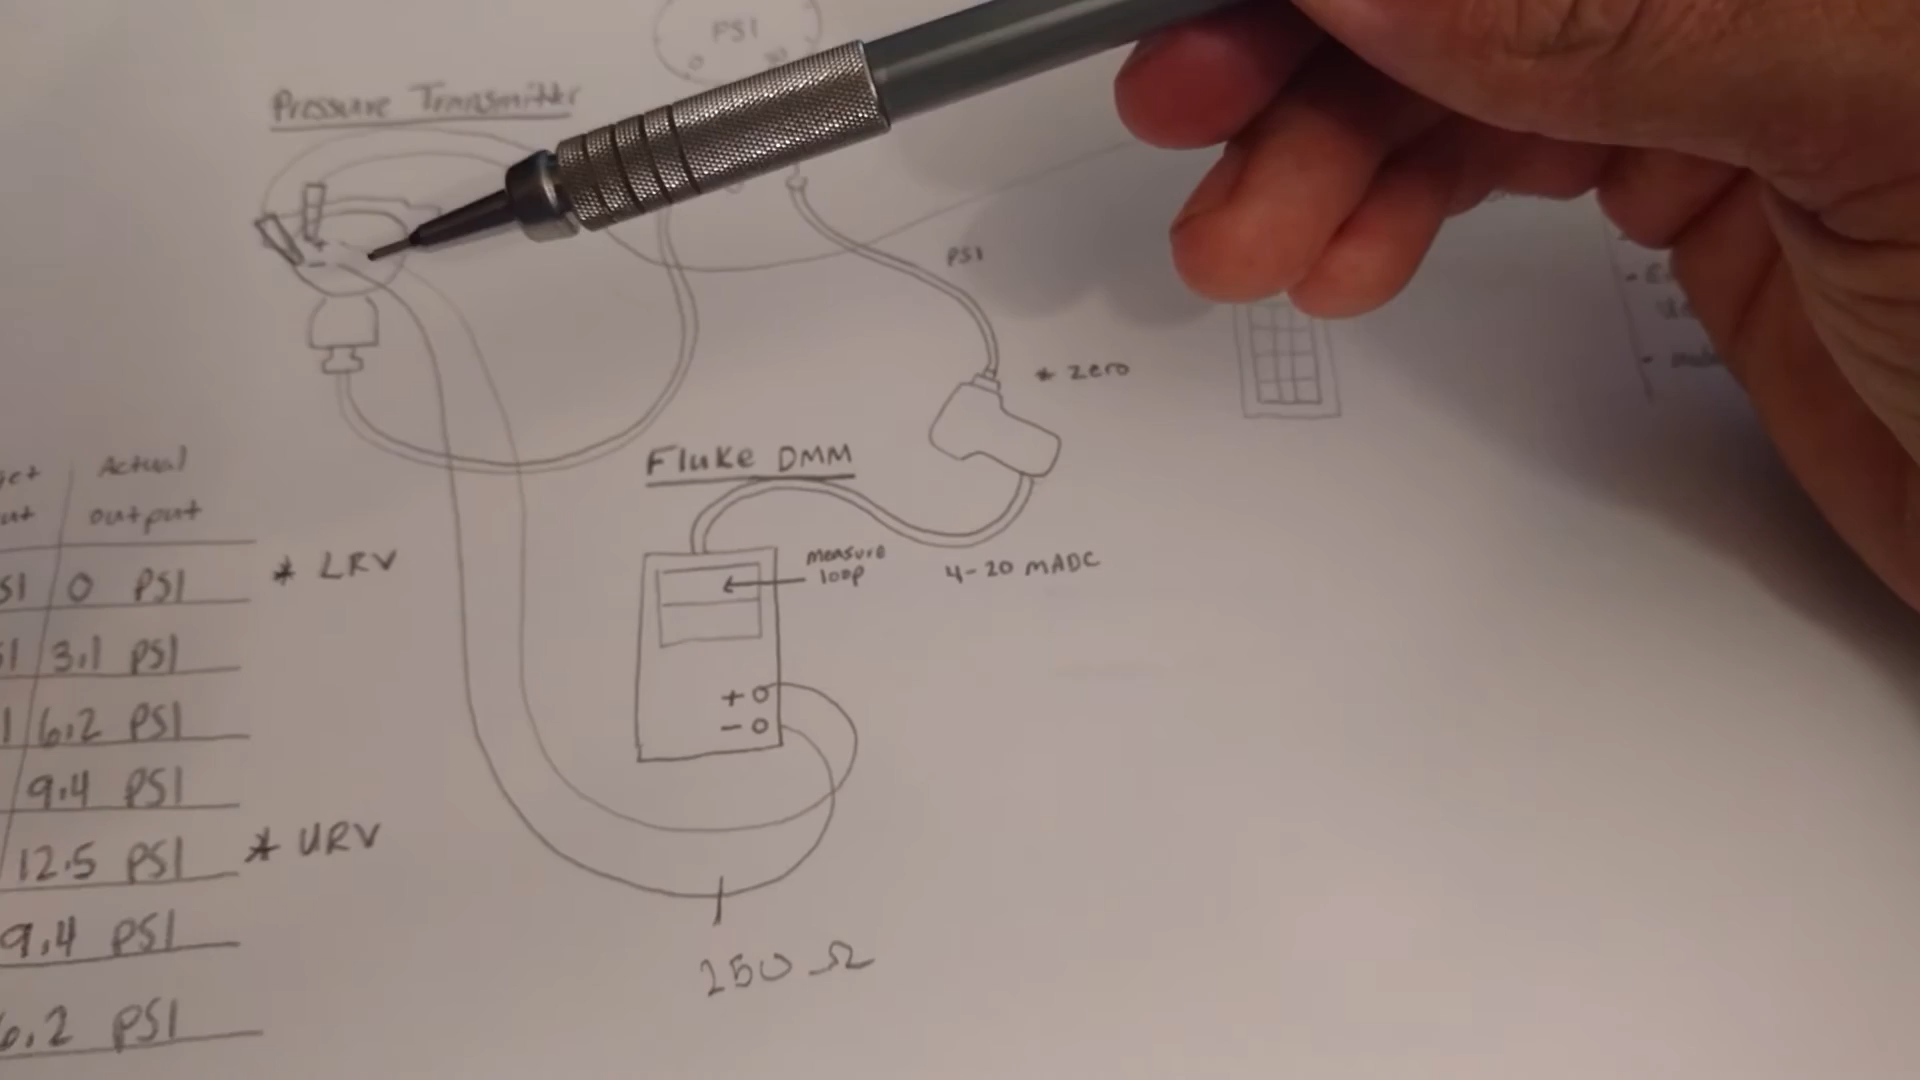 PSI
0
Pressure Transmitter
+
-
PSI
* Zero
Fluke DMM
measure
loop
4-20 MADC
+
-
250 Ω
Actual
output
0 PSI
* LRV
3.1 PSI
6.2 PSI
9.4 PSI
12.5 PSI
* URV
9.4 PSI
6.2 PSI